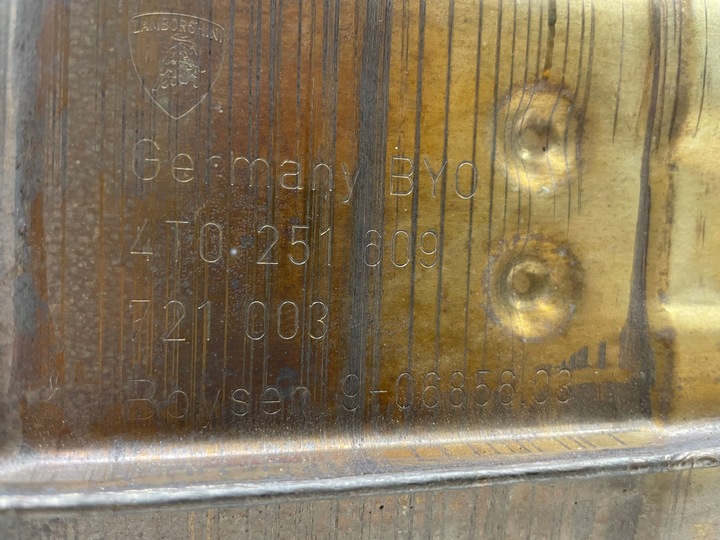 LAMBORGHINI
Germany BYO
4T0 251 609
721 003
Boysen 9-06856.03